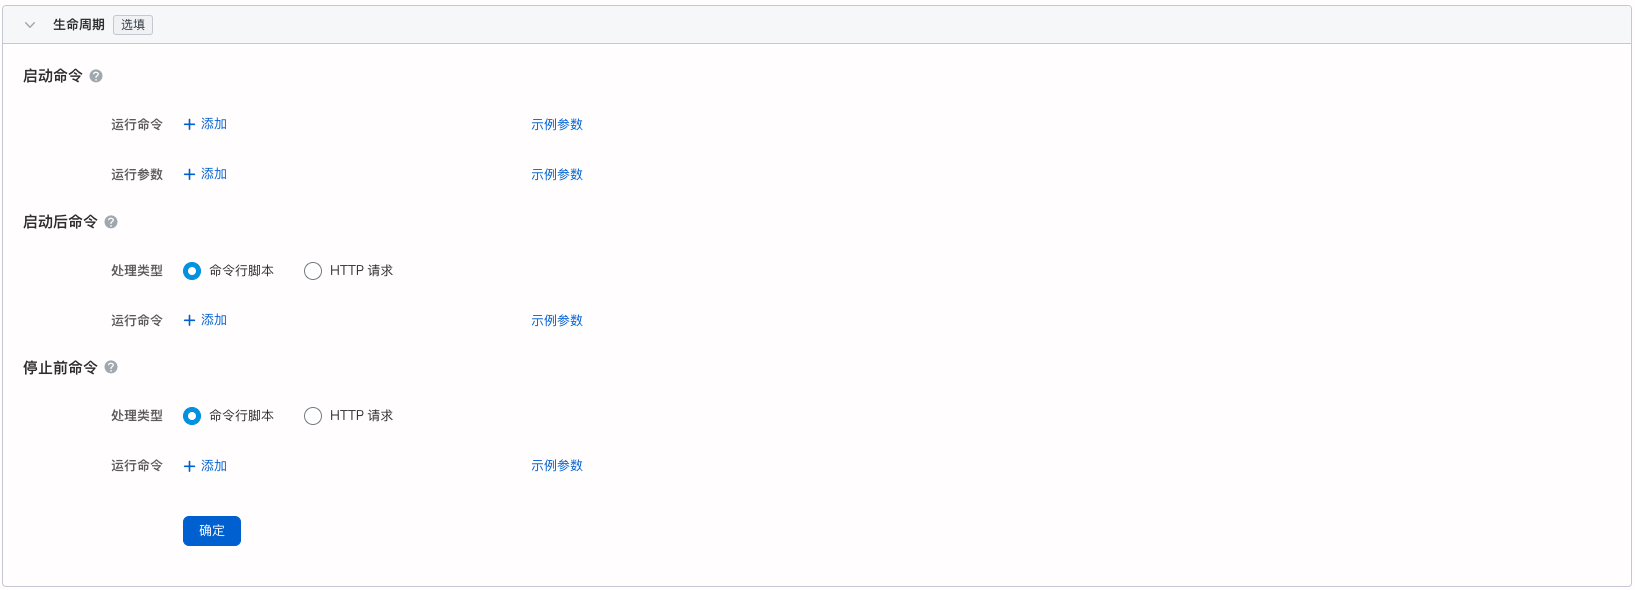 生命周期 选填
启动命令
运行命令 添加 示例参数
运行参数 添加 示例参数
启动后命令
处理类型 命令行脚本 HTTP 请求
运行命令 添加 示例参数
停止前命令
处理类型 命令行脚本 HTTP 请求
运行命令 添加 示例参数
确定